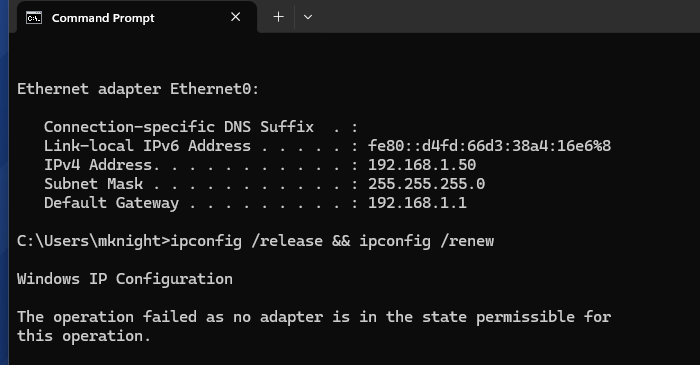 Command Prompt
Ethernet adapter Ethernet0:
Connection-specific DNS Suffix  . :
Link-local IPv6 Address . . . . . : fe80::d4fd:66d3:38a4:16e6%8
IPv4 Address. . . . . . . . . . . : 192.168.1.50
Subnet Mask . . . . . . . . . . . : 255.255.255.0
Default Gateway . . . . . . . . . : 192.168.1.1
C:\Users\mknight>ipconfig /release && ipconfig /renew
Windows IP Configuration
The operation failed as no adapter is in the state permissible for
this operation.